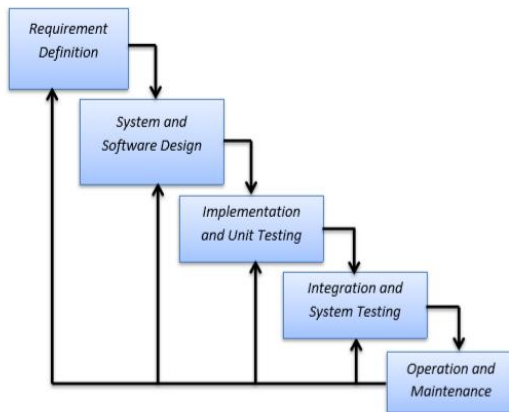 Requirement
Definition
System and
Software Design
Implementation
and Unit Testing
Integration and
System Testing
Operation and
Maintenance